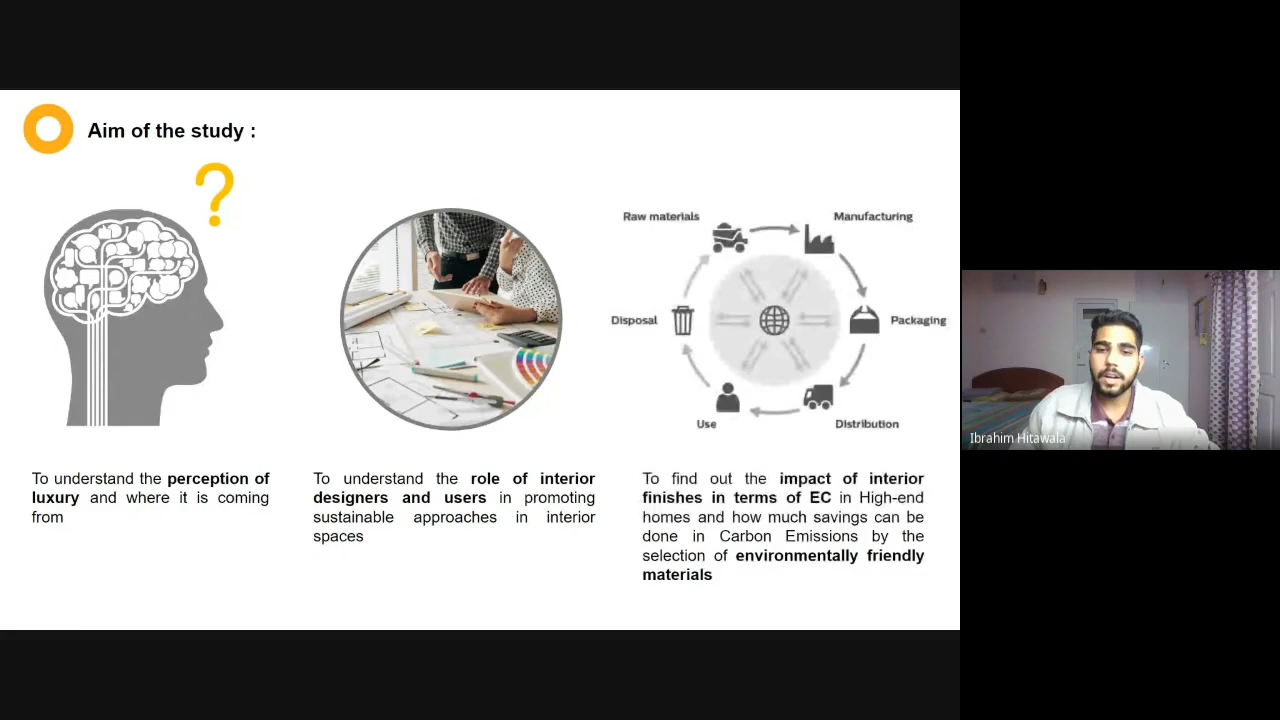 Aim of the study :
?
Raw materials
Manufacturing
Disposal
Packaging
Use
Distribution
To understand the perception of
luxury and where it is coming
from
To understand the role of interior
designers and users in promoting
sustainable approaches in interior
spaces
To find out the impact of interior
finishes in terms of EC in High-end
homes and how much savings can be
done in Carbon Emissions by the
selection of environmentally friendly
materials
Ibrahim Hitawala